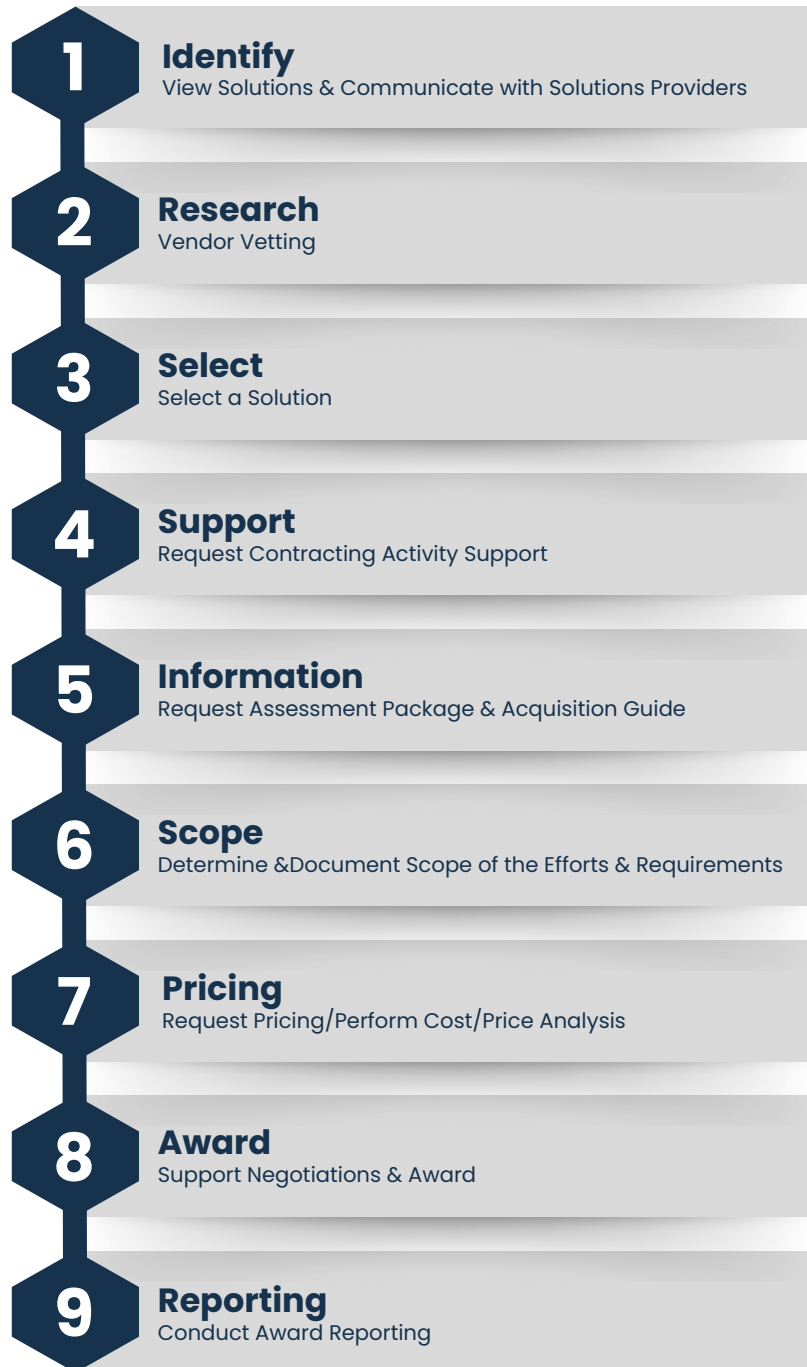 1
Identify
View Solutions & Communicate with Solutions Providers
2
Research
Vendor Vetting
3
Select
Select a Solution
4
Support
Request Contracting Activity Support
5
Information
Request Assessment Package & Acquisition Guide
6
Scope
Determine &Document Scope of the Efforts & Requirements
7
Pricing
Request Pricing/Perform Cost/Price Analysis
8
Award
Support Negotiations & Award
9
Reporting
Conduct Award Reporting